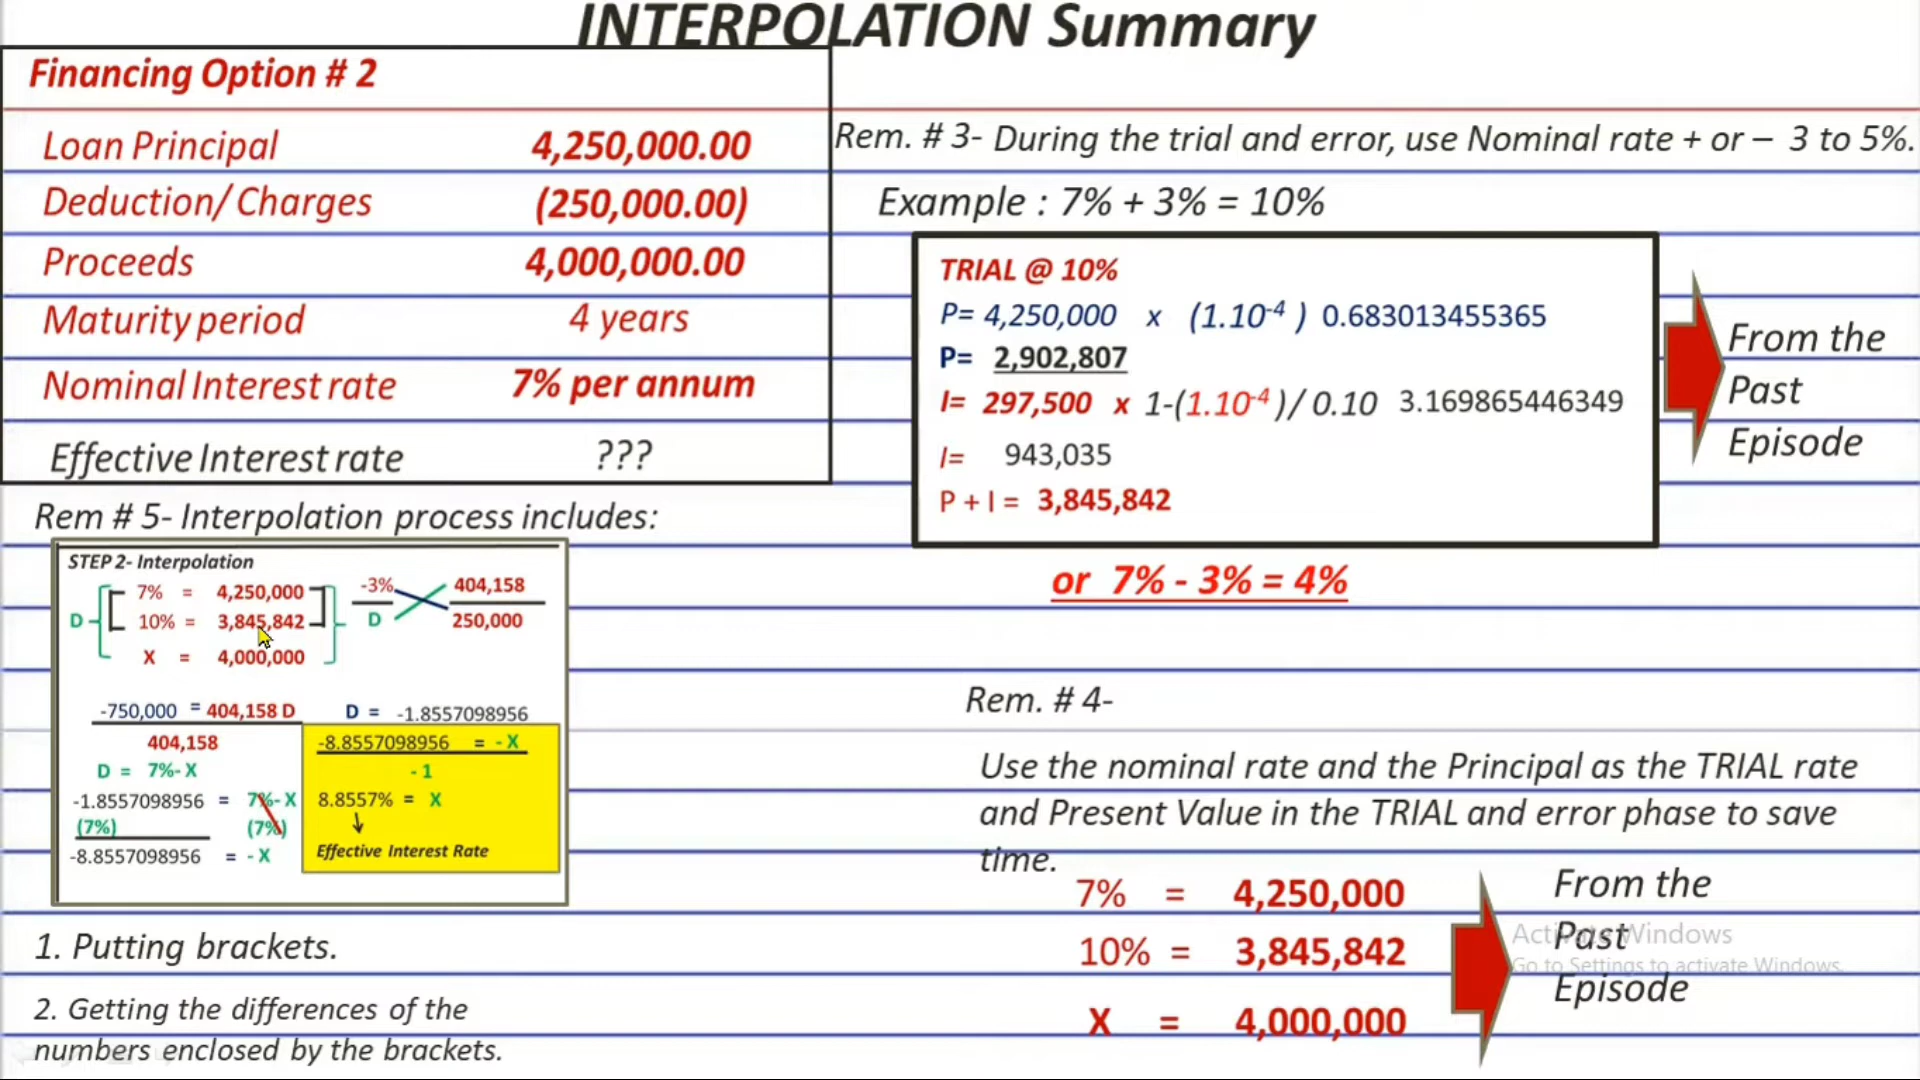 INTERPOLATION Summary
Financing Option # 2
Loan Principal 4,250,000.00
Deduction/ Charges (250,000.00)
Proceeds 4,000,000.00
Maturity period 4 years
Nominal Interest rate 7% per annum
Effective Interest rate ???
Rem. # 3- During the trial and error, use Nominal rate + or – 3 to 5%.
Example : 7% + 3% = 10%
TRIAL @ 10%
P= 4,250,000 x (1.10⁻⁴ ) 0.683013455365
P= 2,902,807
I= 297,500 x 1-(1.10⁻⁴ )/ 0.10 3.169865446349
I= 943,035
P + I = 3,845,842
From the
Past
Episode
or 7% - 3% = 4%
Rem # 5- Interpolation process includes:
STEP 2- Interpolation
7% = 4,250,000
10% = 3,845,842
X = 4,000,000
D
-3% 404,158
D 250,000
-750,000 = 404,158 D
404,158
D = 7%- X
-1.8557098956 = 7%- X
(7%) (7%)
-8.8557098956 = - X
D = -1.8557098956
-8.8557098956 = - X
- 1
8.8557% = X
Effective Interest Rate
1. Putting brackets.
2. Getting the differences of the
numbers enclosed by the brackets.
Rem. # 4-
Use the nominal rate and the Principal as the TRIAL rate
and Present Value in the TRIAL and error phase to save
time.
7% = 4,250,000
10% = 3,845,842
X = 4,000,000
From the
Past
Episode
Activate Windows
Go to Settings to activate Windows.